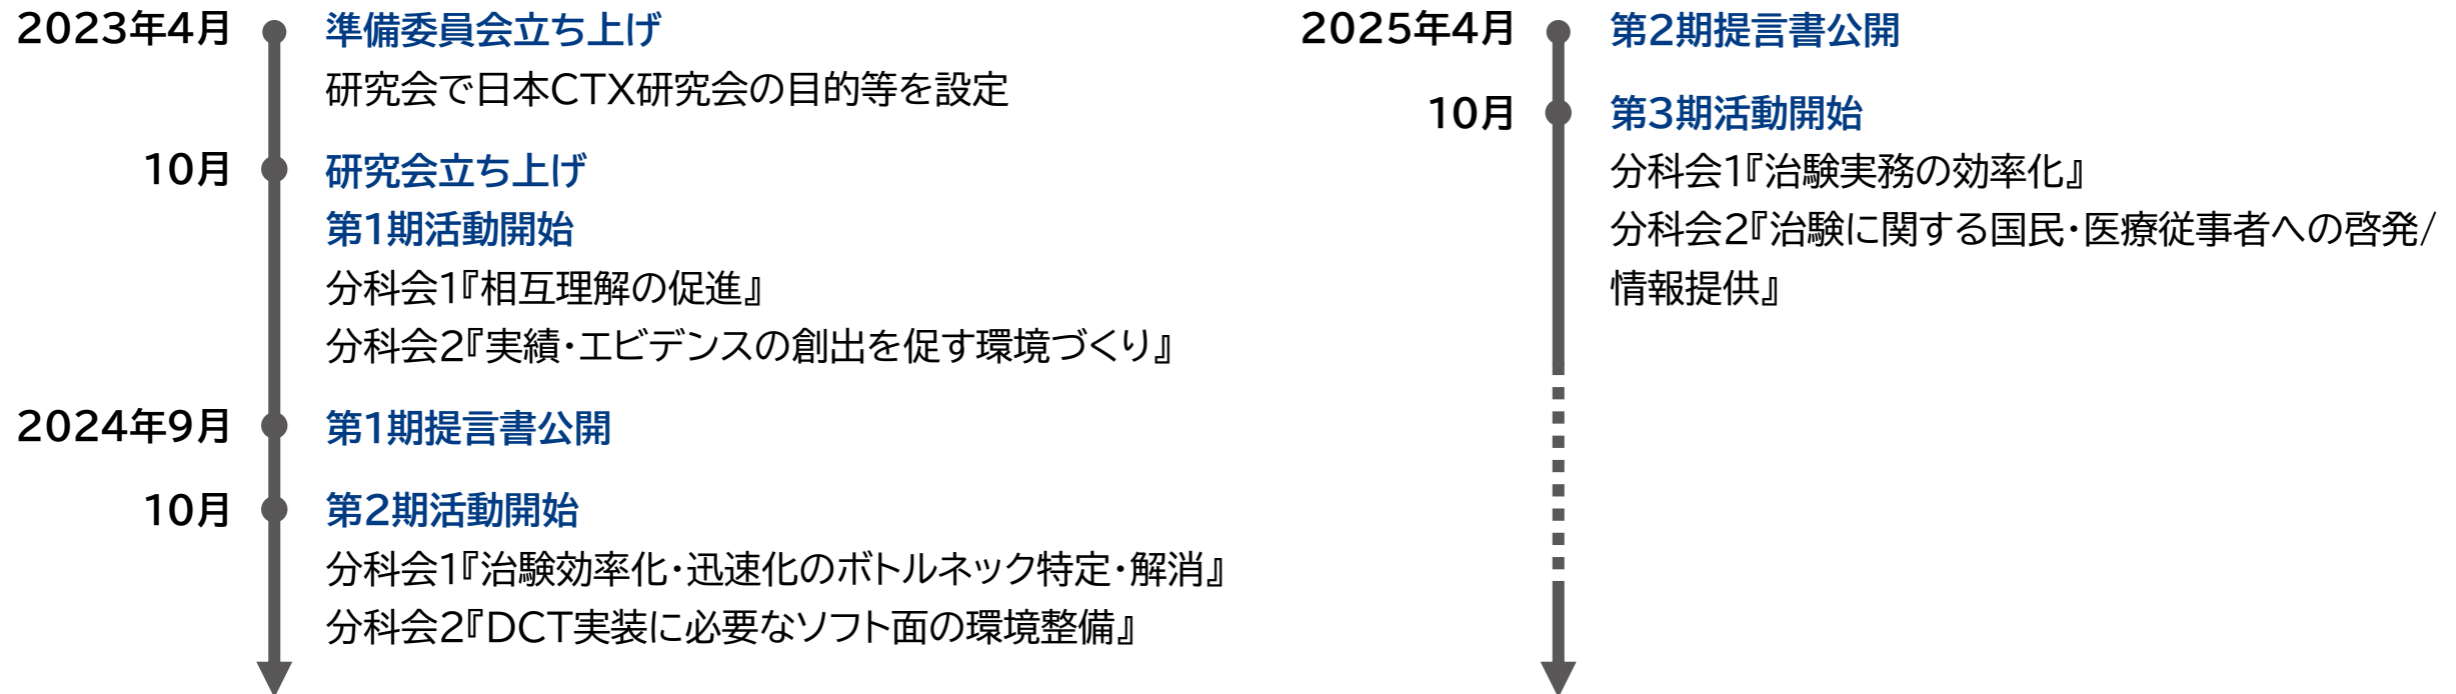 2023年4月 準備委員会立ち上げ
研究会で日本CTX研究会の目的等を設定
10月 研究会立ち上げ
第1期活動開始
分科会1『相互理解の促進』
分科会2『実績・エビデンスの創出を促す環境づくり』
2024年9月 第1期提言書公開
10月 第2期活動開始
分科会1『治験効率化・迅速化のボトルネック特定・解消』
分科会2『DCT実装に必要なソフト面の環境整備』
2025年4月 第2期提言書公開
10月 第3期活動開始
分科会1『治験実務の効率化』
分科会2『治験に関する国民・医療従事者への啓発/
情報提供』